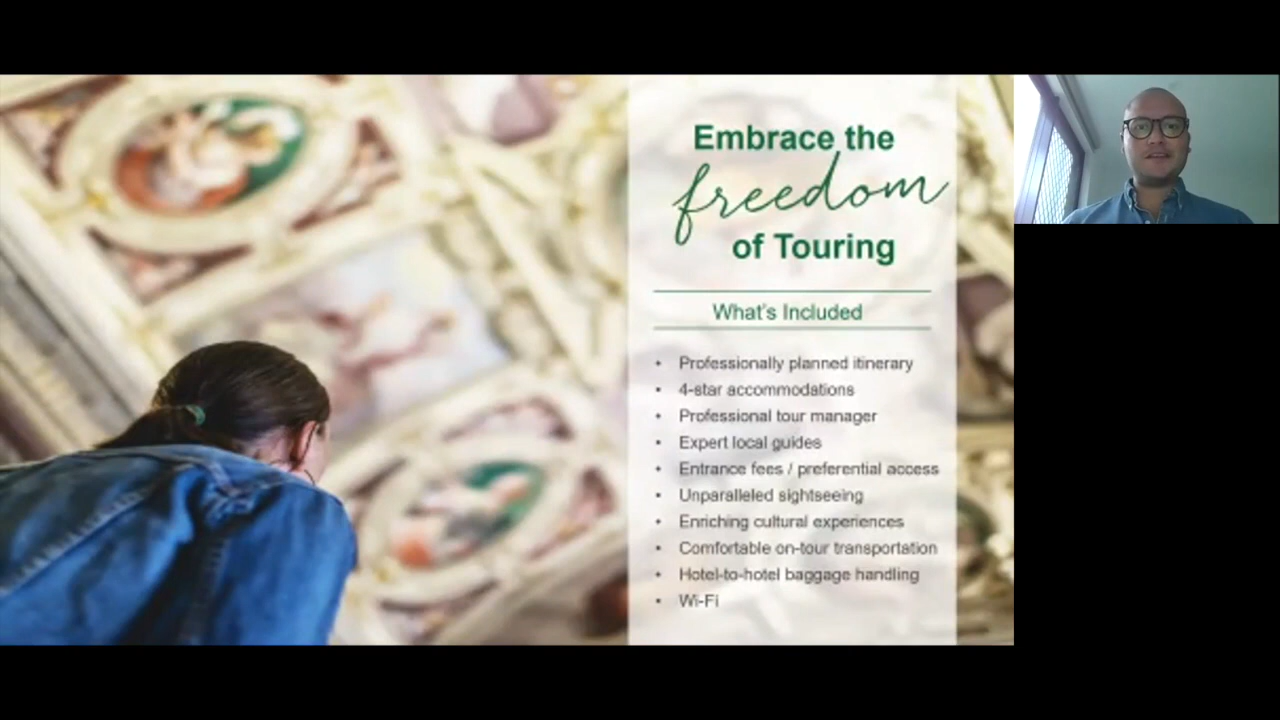 Embrace the
freedom
of Touring
What's Included
• Professionally planned itinerary
• 4-star accommodations
• Professional tour manager
• Expert local guides
• Entrance fees / preferential access
• Unparalleled sightseeing
• Enriching cultural experiences
• Comfortable on-tour transportation
• Hotel-to-hotel baggage handling
• Wi-Fi